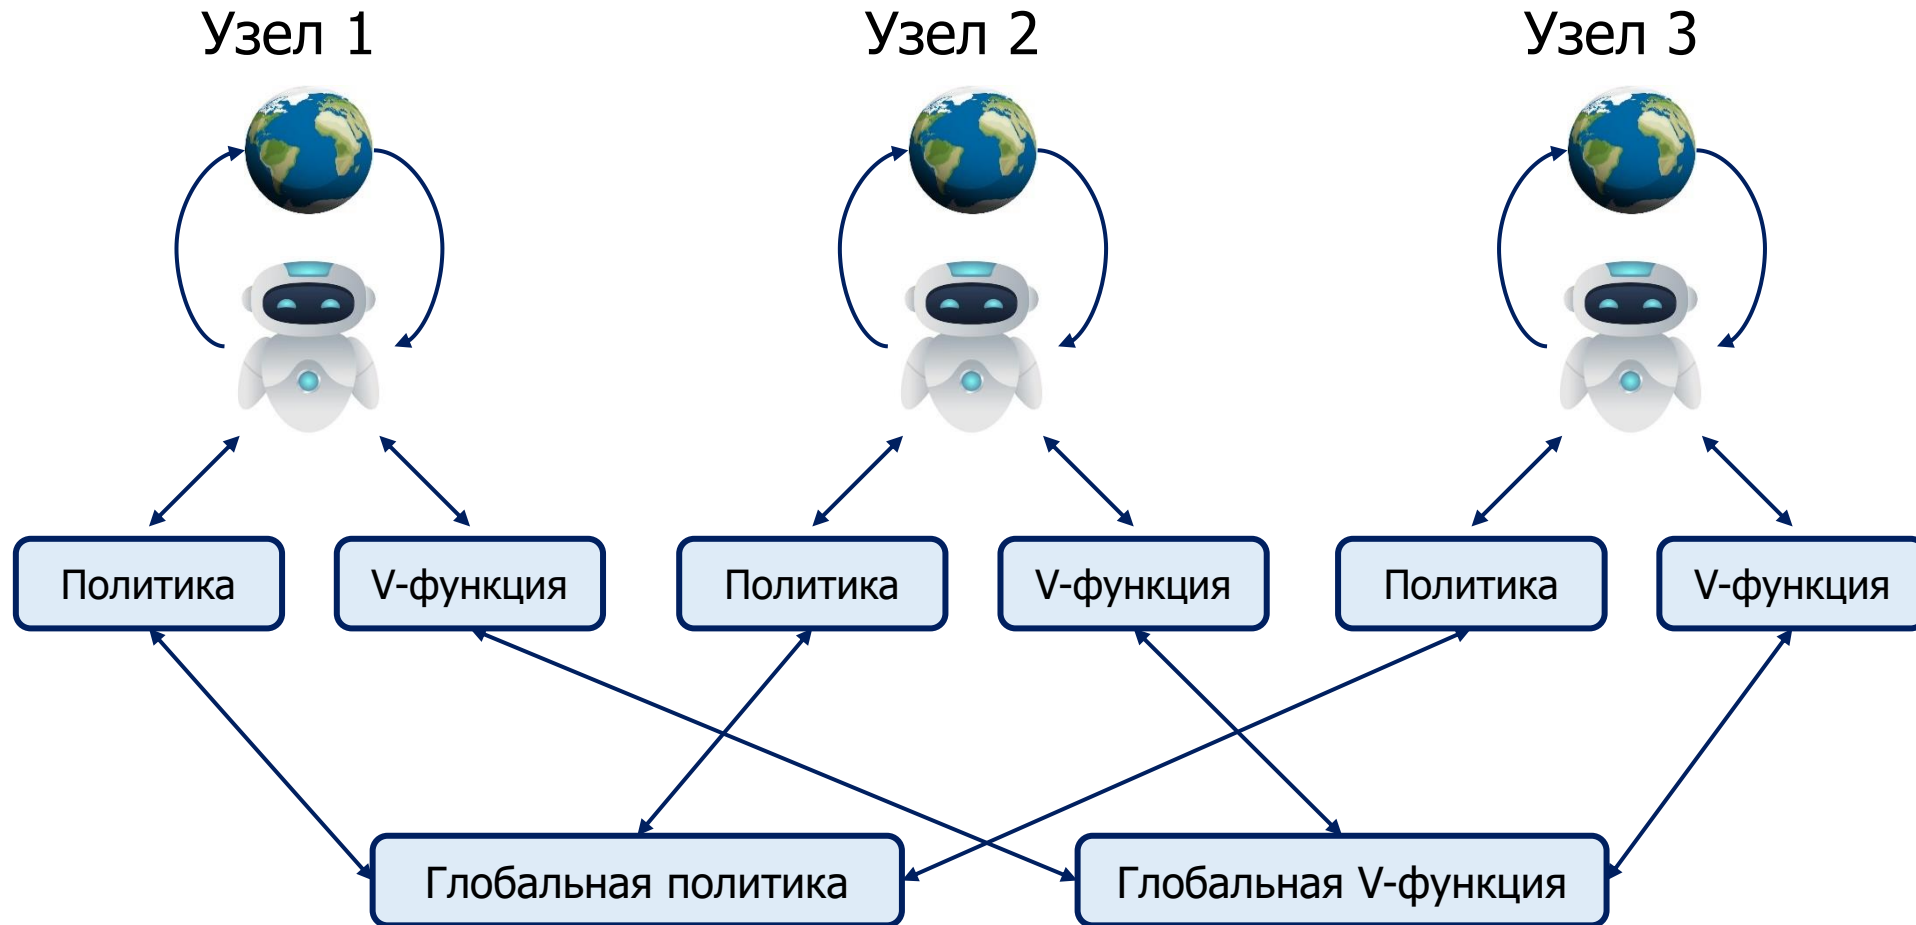 Узел 1
Узел 2
Узел 3
Политика
V-функция
Политика
V-функция
Политика
V-функция
Глобальная политика
Глобальная V-функция